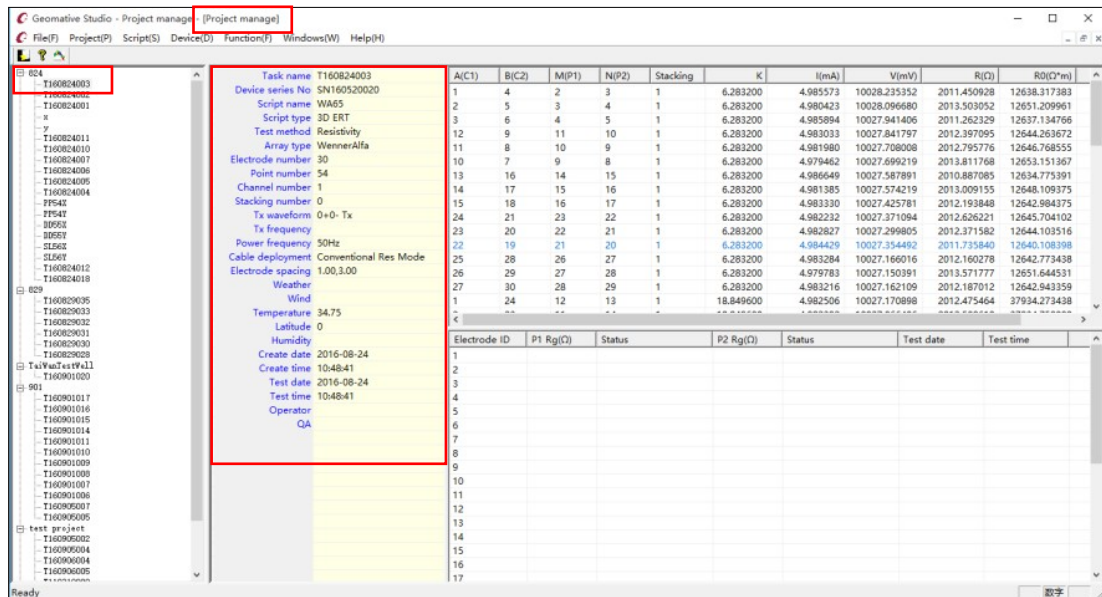 Geomative Studio - Project manage - [Project manage]
File(F) Project(P) Script(S) Device(D) Function(F) Windows(W) Help(H)
824
T160824003
T160824002
T160824001
x
y
T160824011
T160824010
T160824007
T160824006
T160824005
T160824004
PP54X
PP54Y
DD55X
DD55Y
SL56X
SL56Y
T160824012
T160824018
829
T160829035
T160829033
T160829032
T160829031
T160829030
T160829028
TaiWanTestWell
T160901020
901
T160901017
T160901016
T160901015
T160901014
T160901011
T160901010
T160901009
T160901008
T160901007
T160901006
T160905007
T160905005
test project
T160905002
T160905004
T160906004
T160906005
Task name T160824003
Device series No SN160520020
Script name WA65
Script type 3D ERT
Test method Resistivity
Array type WennerAlfa
Electrode number 30
Point number 54
Channel number 1
Stacking number 0
Tx waveform 0+0- Tx
Tx frequency
Power frequency 50Hz
Cable deployment Conventional Res Mode
Electrode spacing 1.00,3.00
Weather
Wind
Temperature 34.75
Latitude 0
Humidity
Create date 2016-08-24
Create time 10:48:41
Test date 2016-08-24
Test time 10:48:41
Operator
QA
A(C1) B(C2) M(P1) N(P2) Stacking K I(mA) V(mV) R(Ω) R0(Ω*m)
1 4 2 3 1 6.283200 4.985573 10028.235352 2011.450928 12638.317383
2 5 3 4 1 6.283200 4.980423 10028.096680 2013.503052 12651.209961
3 6 4 5 1 6.283200 4.985894 10027.941406 2011.262329 12637.134766
12 9 11 10 1 6.283200 4.983033 10027.841797 2012.397095 12644.263672
11 8 10 9 1 6.283200 4.981980 10027.708008 2012.795776 12646.768555
10 7 9 8 1 6.283200 4.979462 10027.699219 2013.811768 12653.151367
13 16 14 15 1 6.283200 4.986649 10027.587891 2010.887085 12634.775391
14 17 15 16 1 6.283200 4.981385 10027.574219 2013.009155 12648.109375
15 18 16 17 1 6.283200 4.983330 10027.425781 2012.193848 12642.984375
24 21 23 22 1 6.283200 4.982232 10027.371094 2012.626221 12645.704102
23 20 22 21 1 6.283200 4.982827 10027.299805 2012.371582 12644.103516
22 19 21 20 1 6.283200 4.984429 10027.354492 2011.735840 12640.108398
25 28 26 27 1 6.283200 4.983284 10027.166016 2012.160278 12642.773438
26 29 27 28 1 6.283200 4.979783 10027.150391 2013.571777 12651.644531
27 30 28 29 1 6.283200 4.983216 10027.162109 2012.187012 12642.943359
1 24 12 13 1 18.849600 4.982506 10027.170898 2012.475464 37934.273438
Electrode ID P1 Rg(Ω) Status P2 Rg(Ω) Status Test date Test time
1
2
3
4
5
6
7
8
9
10
11
12
13
14
15
16
17
Ready 数字